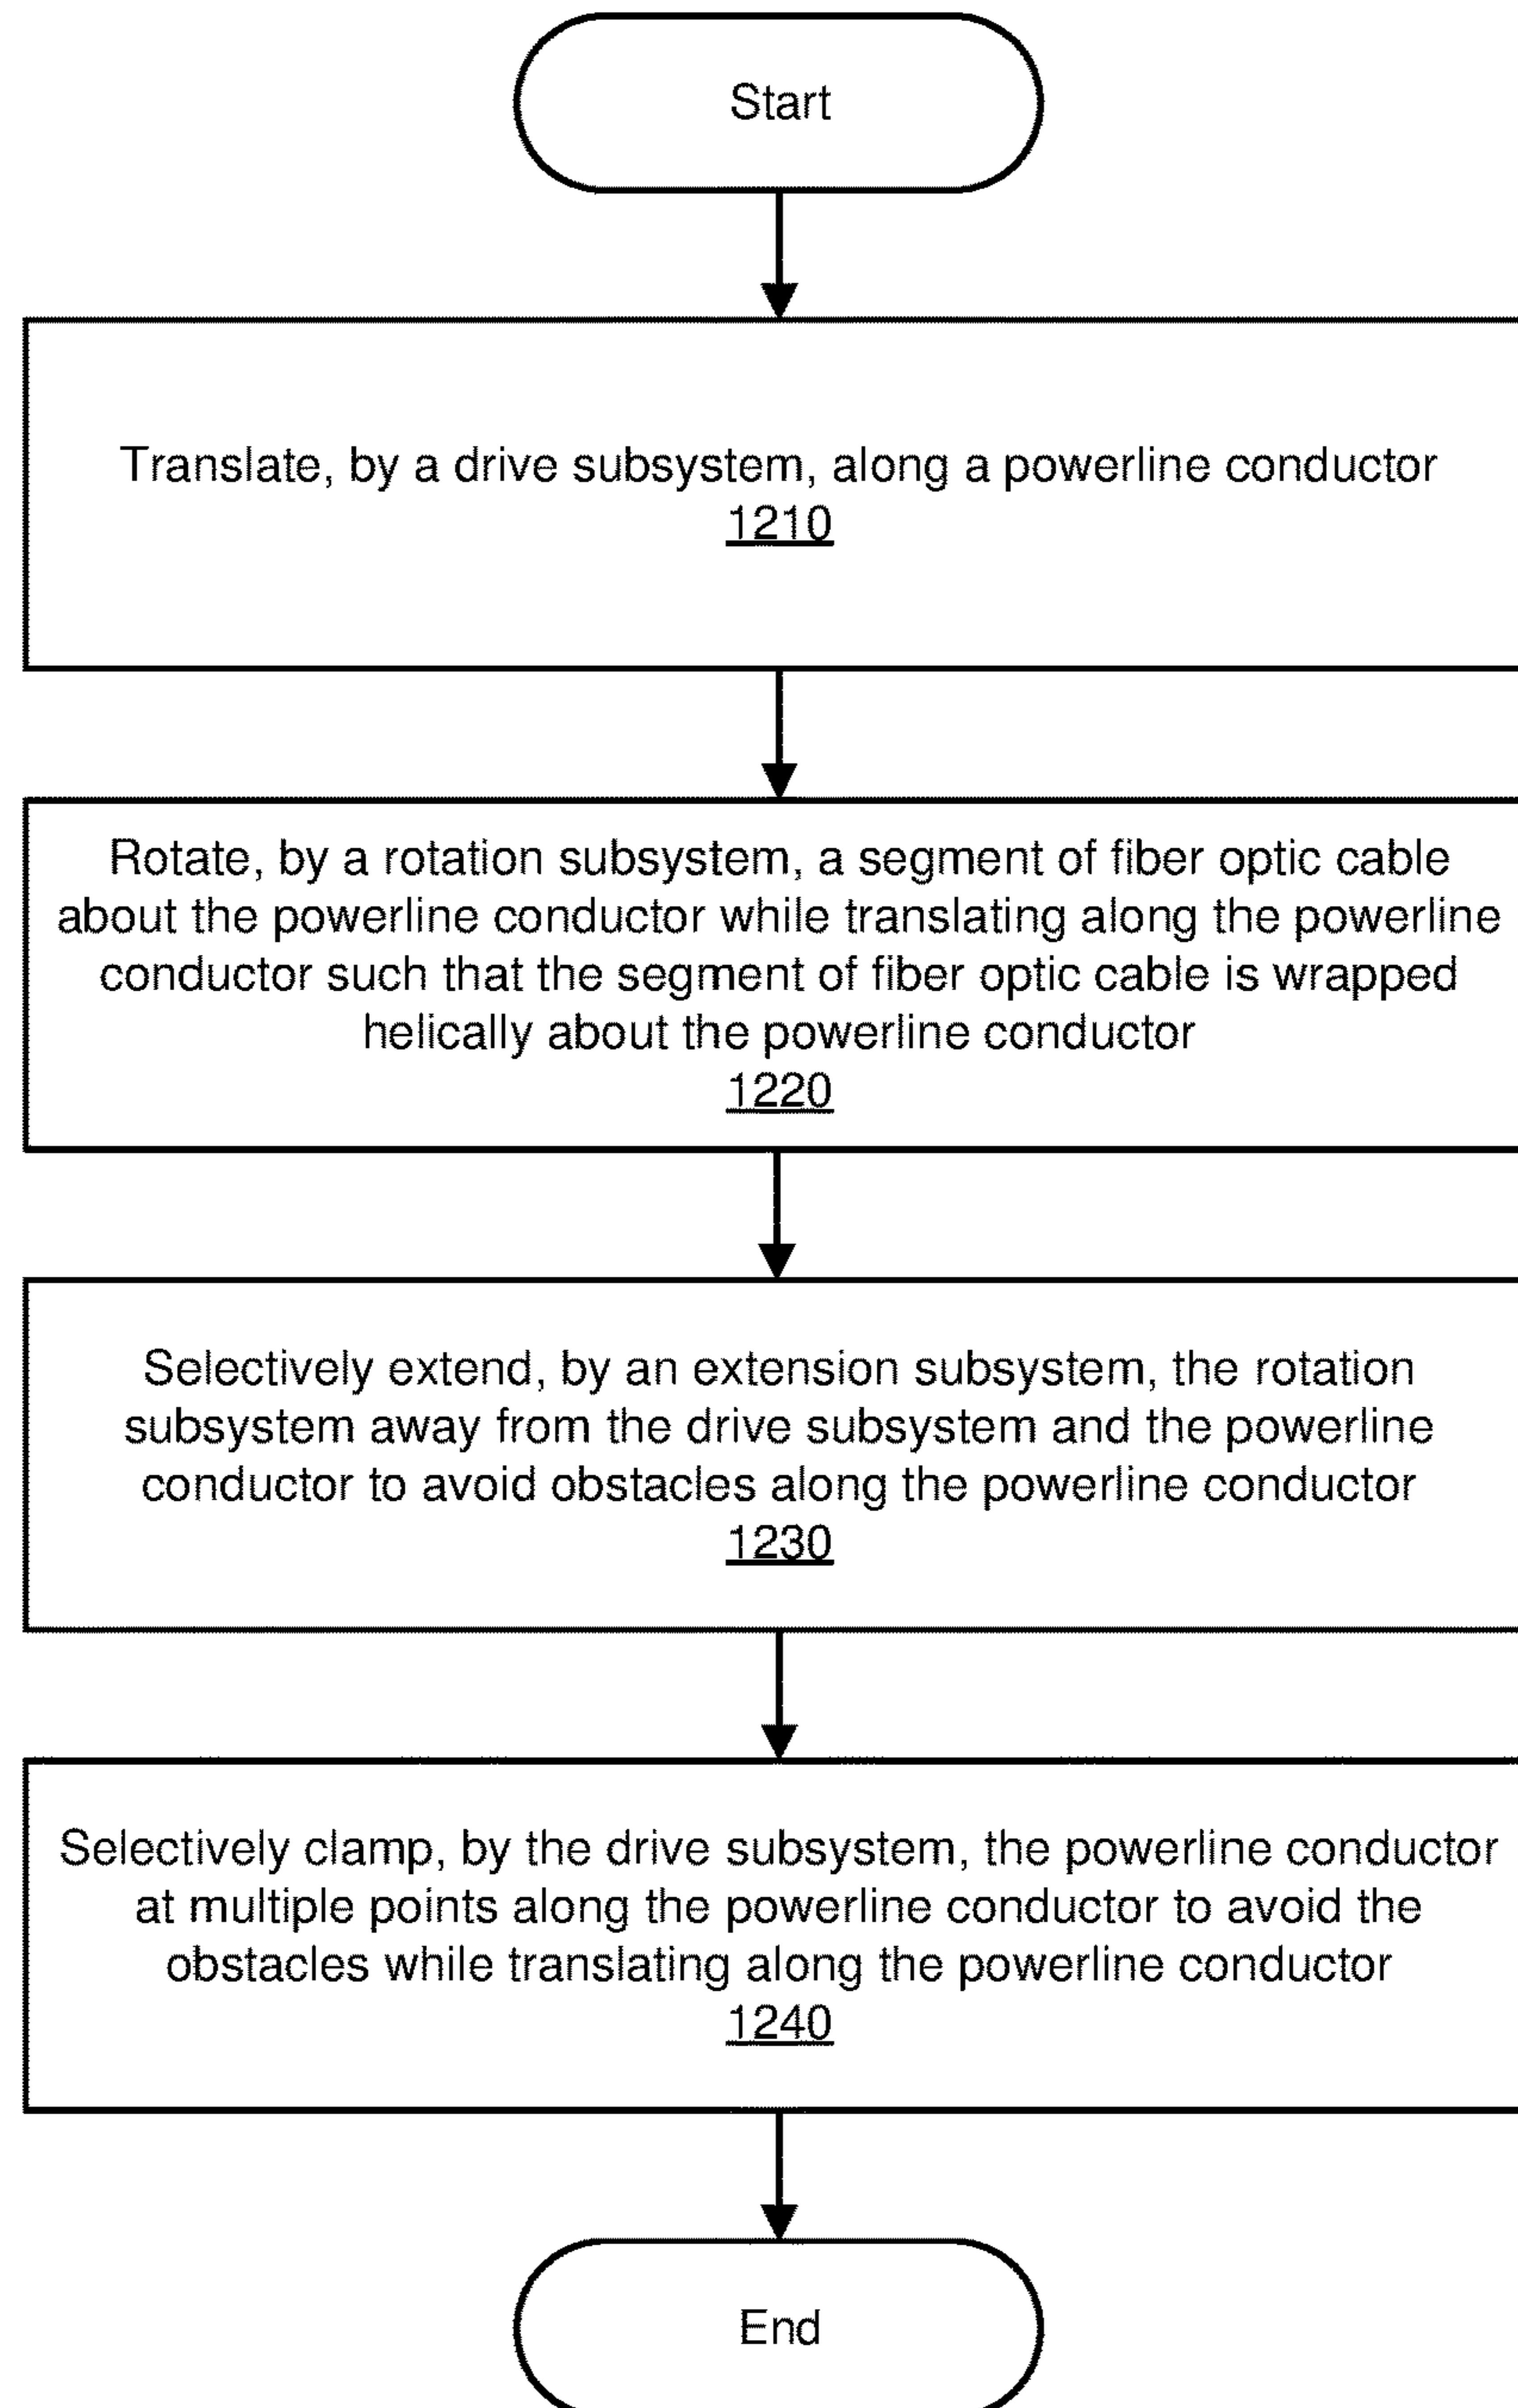 Start
Translate, by a drive subsystem, along a powerline conductor
1210
Rotate, by a rotation subsystem, a segment of fiber optic cable
about the powerline conductor while translating along the powerline
conductor such that the segment of fiber optic cable is wrapped
helically about the powerline conductor
1220
Selectively extend, by an extension subsystem, the rotation
subsystem away from the drive subsystem and the powerline
conductor to avoid obstacles along the powerline conductor
1230
Selectively clamp, by the drive subsystem, the powerline conductor
at multiple points along the powerline conductor to avoid the
obstacles while translating along the powerline conductor
1240
End